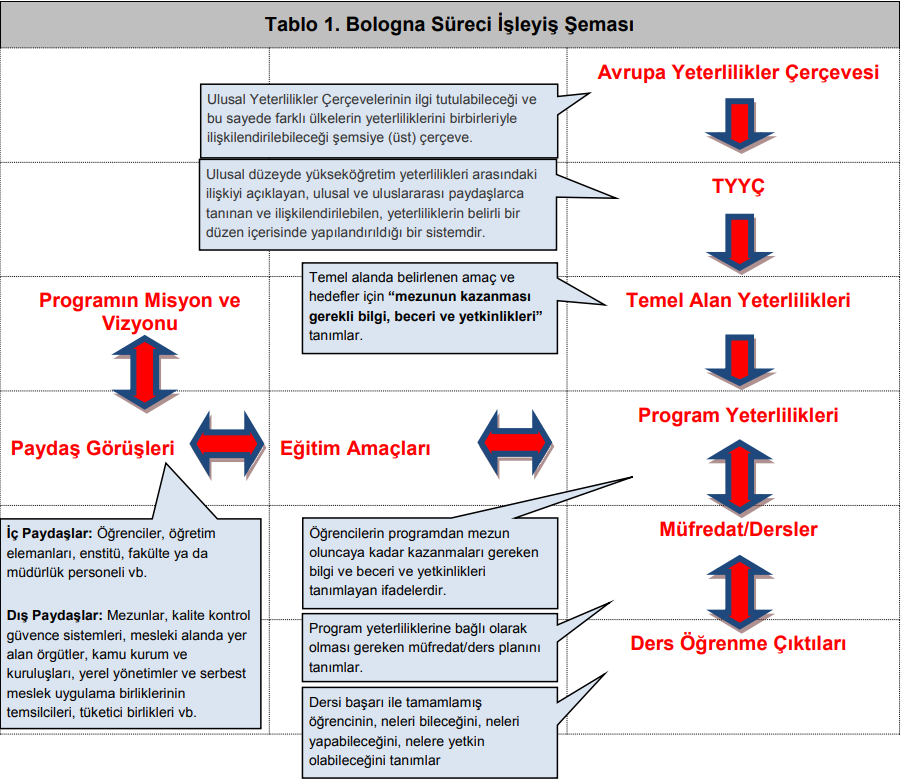 Tablo 1. Bologna Süreci İşleyiş Şeması
Avrupa Yeterlilikler Çerçevesi
Ulusal Yeterlilikler Çerçevelerinin ilgi tutulabileceği ve
bu sayede farklı ülkelerin yeterliliklerini birbirleriyle
ilişkilendirilebileceği şemsiye (üst) çerçeve.
TYYÇ
Ulusal düzeyde yükseköğretim yeterlilikleri arasındaki
ilişkiyi açıklayan, ulusal ve uluslararası paydaşlarca
tanınan ve ilişkilendirilebilen, yeterliliklerin belirli bir
düzen içerisinde yapılandırıldığı bir sistemdir.
Temel alanda belirlenen amaç ve
hedefler için “mezunun kazanması
gerekli bilgi, beceri ve yetkinlikleri”
tanımlar.
Temel Alan Yeterlilikleri
Programın Misyon ve
Vizyonu
Program Yeterlilikleri
Paydaş Görüşleri
Eğitim Amaçları
Müfredat/Dersler
İç Paydaşlar: Öğrenciler, öğretim
elemanları, enstitü, fakülte ya da
müdürlük personeli vb.
Dış Paydaşlar: Mezunlar, kalite kontrol
güvence sistemleri, mesleki alanda yer
alan örgütler, kamu kurum ve
kuruluşları, yerel yönetimler ve serbest
meslek uygulama birliklerinin
temsilcileri, tüketici birlikleri vb.
Öğrencilerin programdan mezun
oluncaya kadar kazanmaları gereken
bilgi ve beceri ve yetkinlikleri
tanımlayan ifadelerdir.
Program yeterliliklerine bağlı olarak
olması gereken müfredat/ders planını
tanımlar.
Ders Öğrenme Çıktıları
Dersi başarı ile tamamlamış
öğrencinin, neleri bileceğini, neleri
yapabileceğini, nelere yetkin
olabileceğini tanımlar